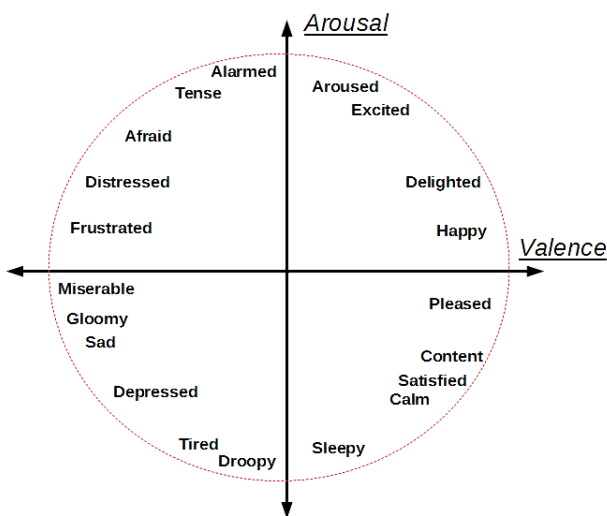 Arousal
Alarmed
Aroused
Tense
Excited
Afraid
Distressed
Delighted
Frustrated
Happy
Valence
Miserable
Pleased
Gloomy
Sad
Content
Satisfied
Depressed
Calm
Tired
Sleepy
Droopy